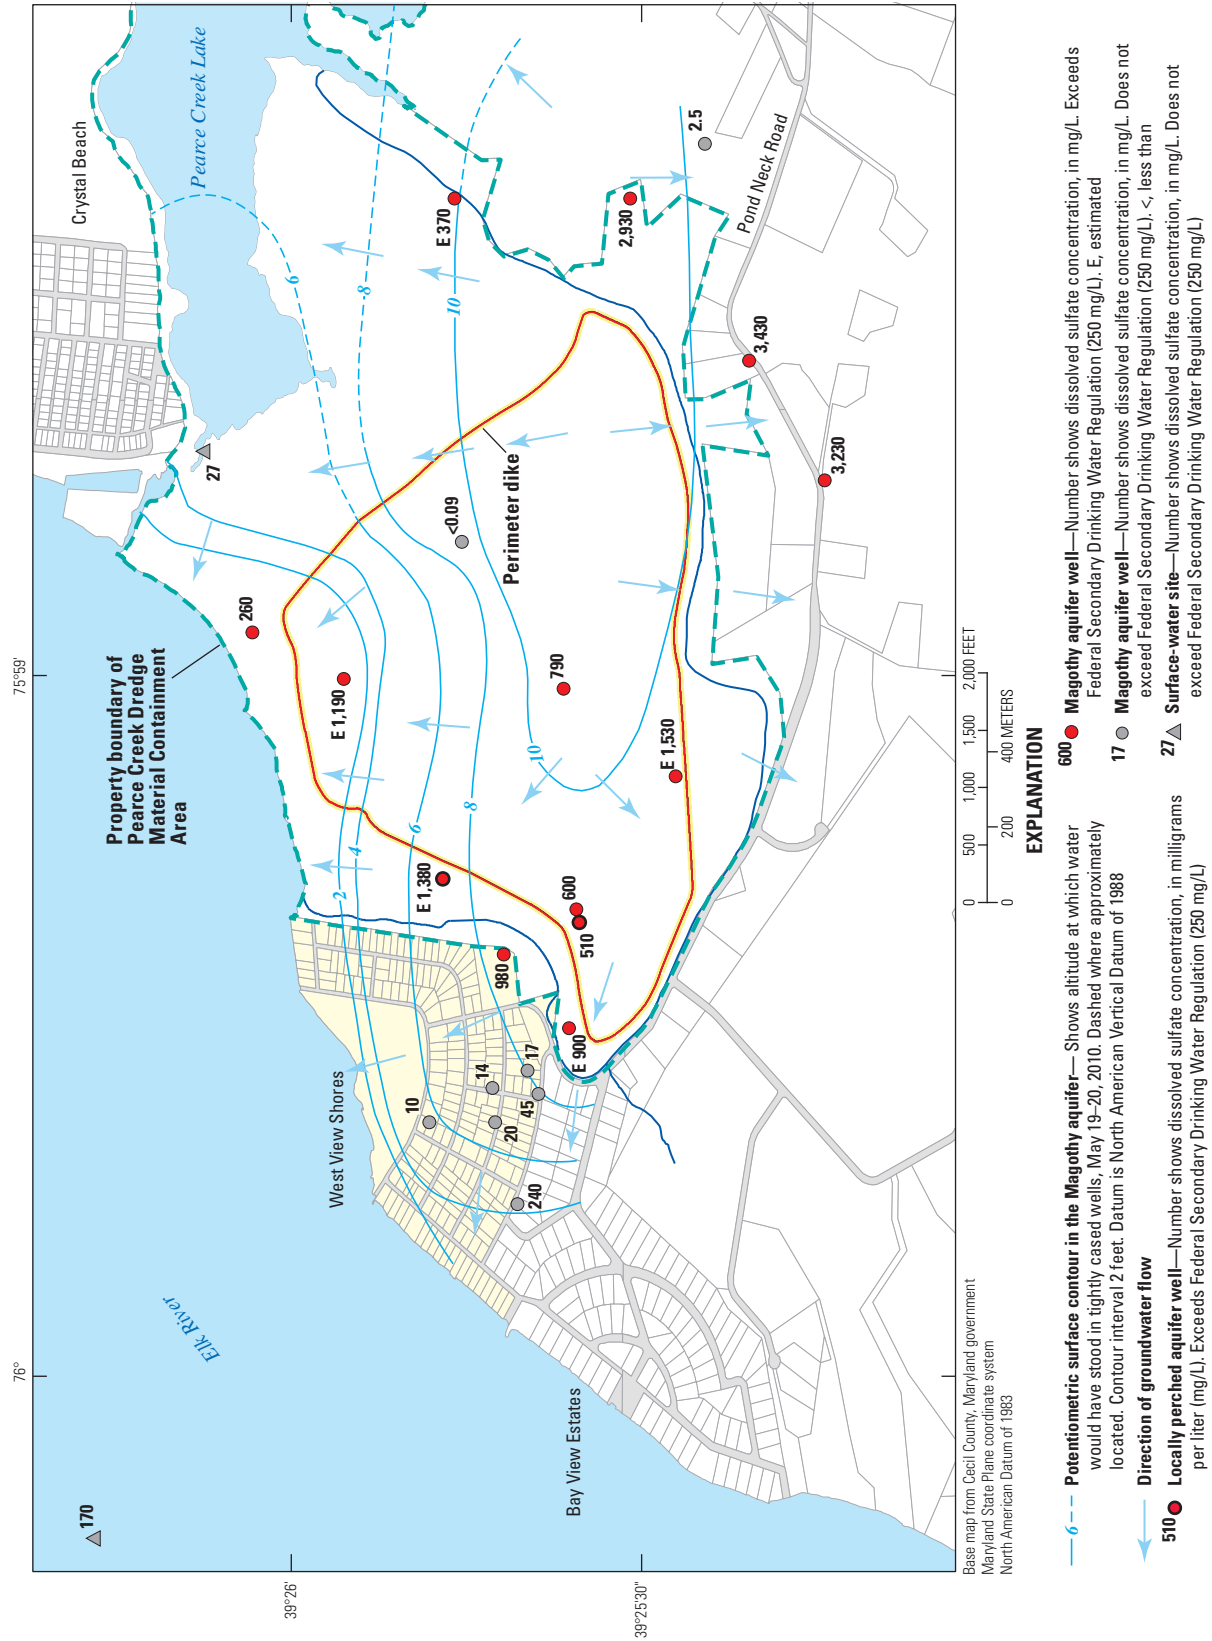 76°
75°59'
39°26'
39°25'30"
Crystal Beach
Pearce Creek Lake
Elk River
West View Shores
Bay View Estates
Pond Neck Road
Property boundary of
Pearce Creek Dredge
Material Containment
Area
Perimeter dike
170
27
260
E 1,190
E 370
2,930
2.5
3,430
3,230
<0.09
790
E 1,530
E 1,380
600
510
980
E 900
17
14
45
20
10
240
2
4
6
8
10
6
8
10
Base map from Cecil County, Maryland government
Maryland State Plane coordinate system
North American Datum of 1983
0 500 1,000 1,500 2,000 FEET
0 200 400 METERS
EXPLANATION
6 Potentiometric surface contour in the Magothy aquifer— Shows altitude at which water
would have stood in tightly cased wells, May 19–20, 2010. Dashed where approximately
located. Contour interval 2 feet. Datum is North American Vertical Datum of 1988
Direction of groundwater flow
510 Locally perched aquifer well—Number shows dissolved sulfate concentration, in milligrams
per liter (mg/L). Exceeds Federal Secondary Drinking Water Regulation (250 mg/L)
600 Magothy aquifer well—Number shows dissolved sulfate concentration, in mg/L. Exceeds
Federal Secondary Drinking Water Regulation (250 mg/L). E, estimated
17 Magothy aquifer well—Number shows dissolved sulfate concentration, in mg/L. Does not
exceed Federal Secondary Drinking Water Regulation (250 mg/L). <, less than
27 Surface-water site—Number shows dissolved sulfate concentration, in mg/L. Does not
exceed Federal Secondary Drinking Water Regulation (250 mg/L)